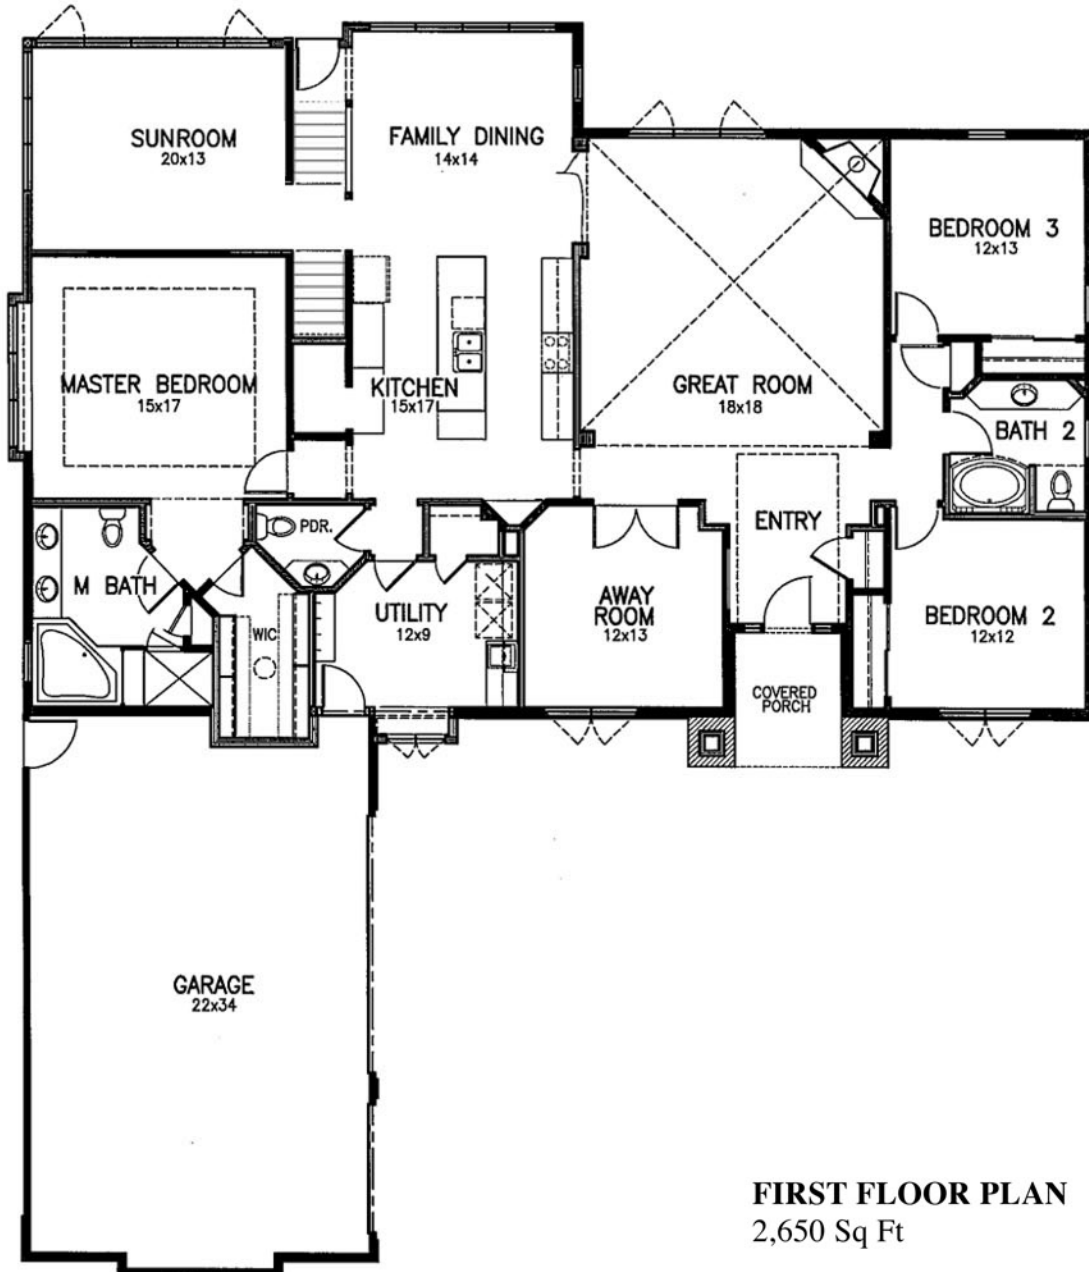 SUNROOM
20x13
FAMILY DINING
14x14
BEDROOM 3
12x13
MASTER BEDROOM
15x17
KITCHEN
15x17
GREAT ROOM
18x18
BATH 2
PDR.
ENTRY
M BATH
WIC
UTILITY
12x9
AWAY
ROOM
12x13
BEDROOM 2
12x12
COVERED
PORCH
GARAGE
22x34
FIRST FLOOR PLAN
2,650 Sq Ft